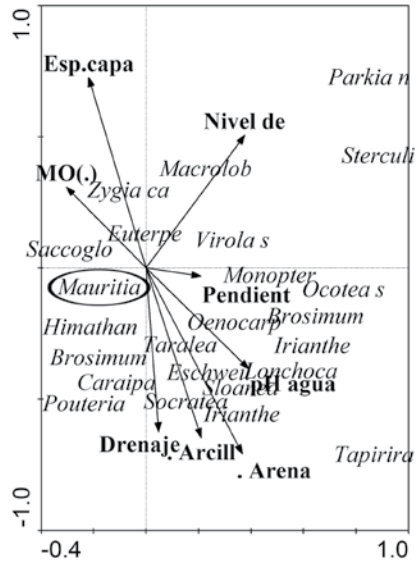 1.0
Esp.capa
Parkia n
Nivel de
Sterculi
Macrolob
MO(.)
Zygia ca
Euterpe
Virola s
Saccoglo
Monopter
Mauritia
Pendient
Ocotea s
Oenocarp
Brosimum
Himathan
Taralea
Irianthe
Brosimum
Eschwei
Lonchoca
Caraipa
Sloanea
pH agua
Pouteria
Socratea
Irianthe
Drenaje
Arcill
Tapirira
Arena
-1.0
-0.4
1.0